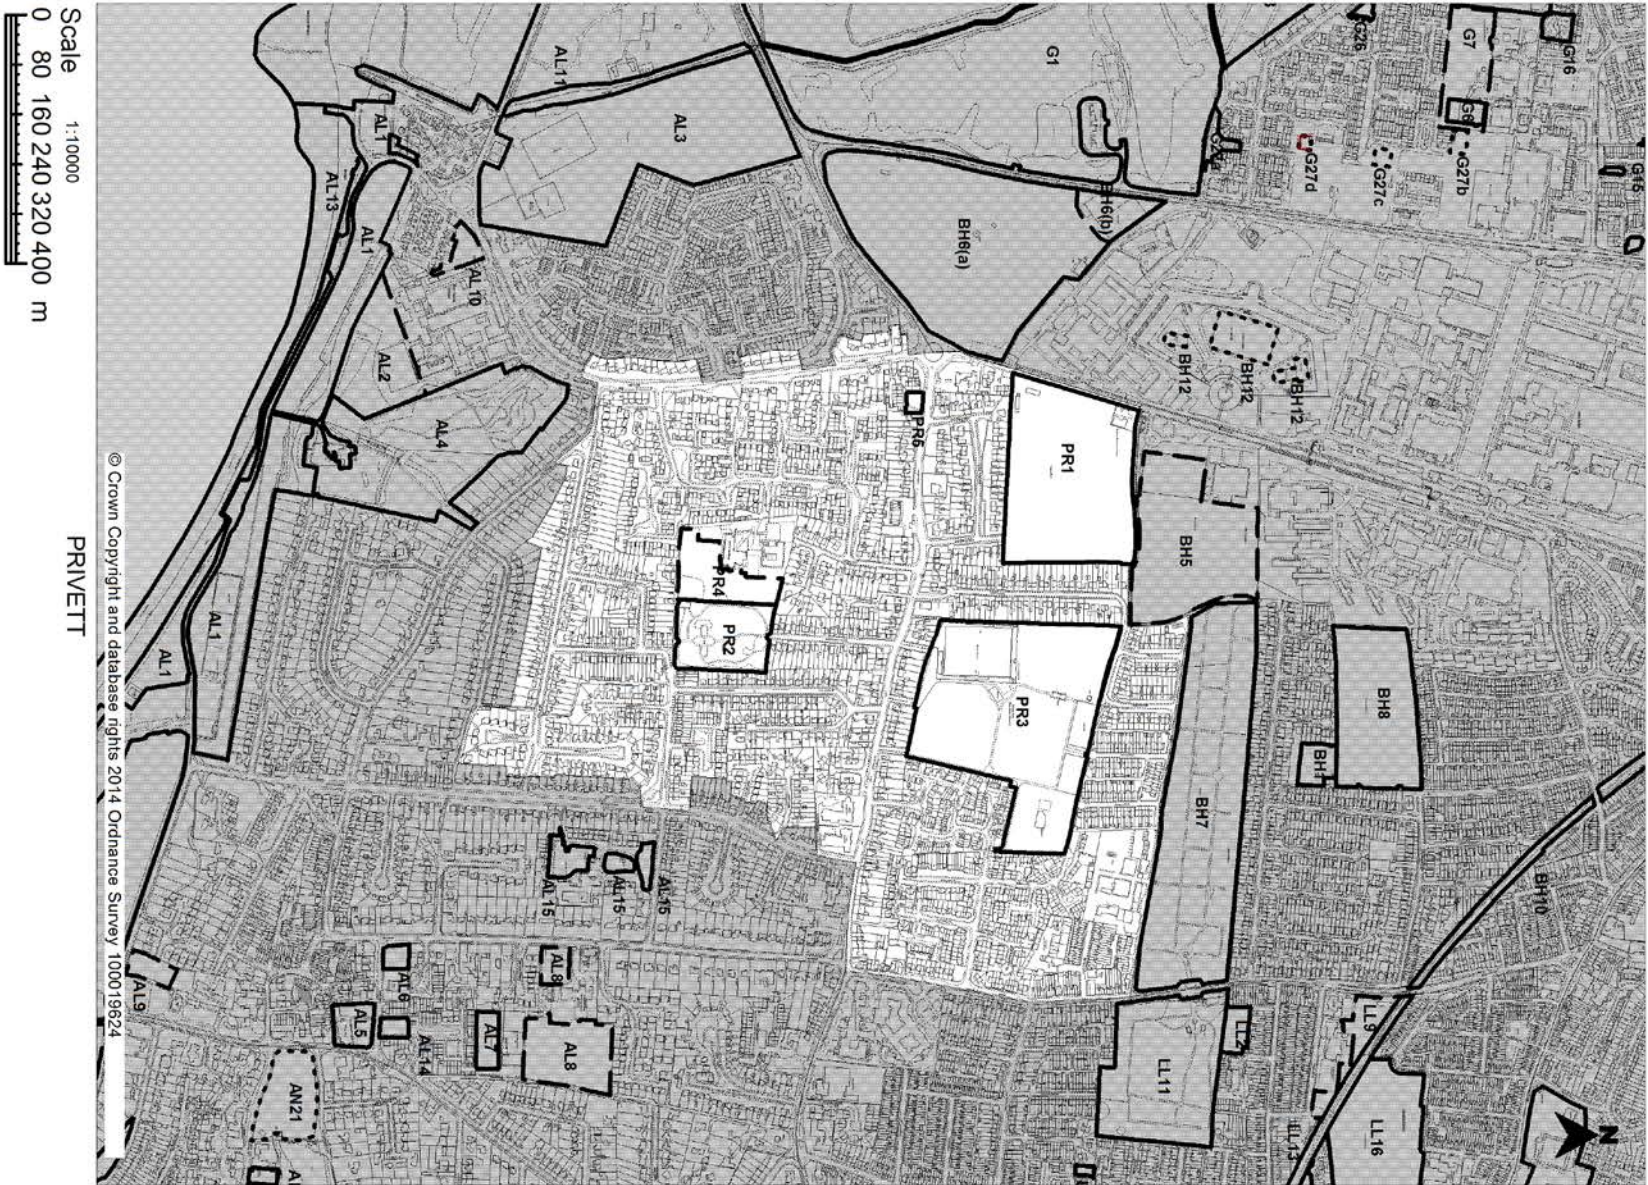 G15
G16
N
BH10
G7
G6
G27b
G26
G27c
BH8
LL9
LL16
BH1
G27d
BH12
BH12
BH12
LL13
LL2
BH7
BH5
LL11
G1
BH6(b)
PR1
PR3
BH6(a)
PR5
PR2
PR4
AL3
AL15
AL15
AL15
AL11
AL8
AL8
AL7
AL10
AL4
AL14
AL6
AL1
AL2
AL5
AL1
AL13
AN21
AL1
AL1
AL9
© Crown Copyright and database rights 2014 Ordnance Survey 100019624
PRIVETT
Scale 1:10000
0 80 160 240 320 400 m